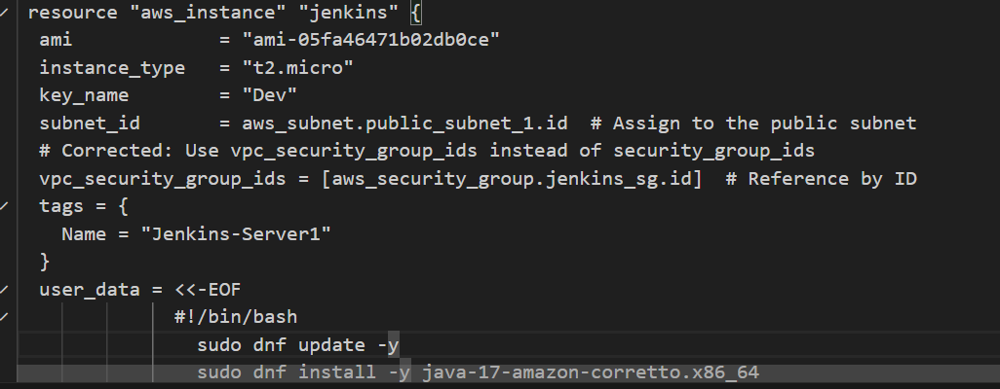 resource "aws_instance" "jenkins" {
ami = "ami-05fa46471b02db0ce"
instance_type = "t2.micro"
key_name = "Dev"
subnet_id = aws_subnet.public_subnet_1.id # Assign to the public subnet
# Corrected: Use vpc_security_group_ids instead of security_group_ids
vpc_security_group_ids = [aws_security_group.jenkins_sg.id] # Reference by ID
tags = {
Name = "Jenkins-Server1"
}
user_data = <<-EOF
#!/bin/bash
sudo dnf update -y
sudo dnf install -y java-17-amazon-corretto.x86_64